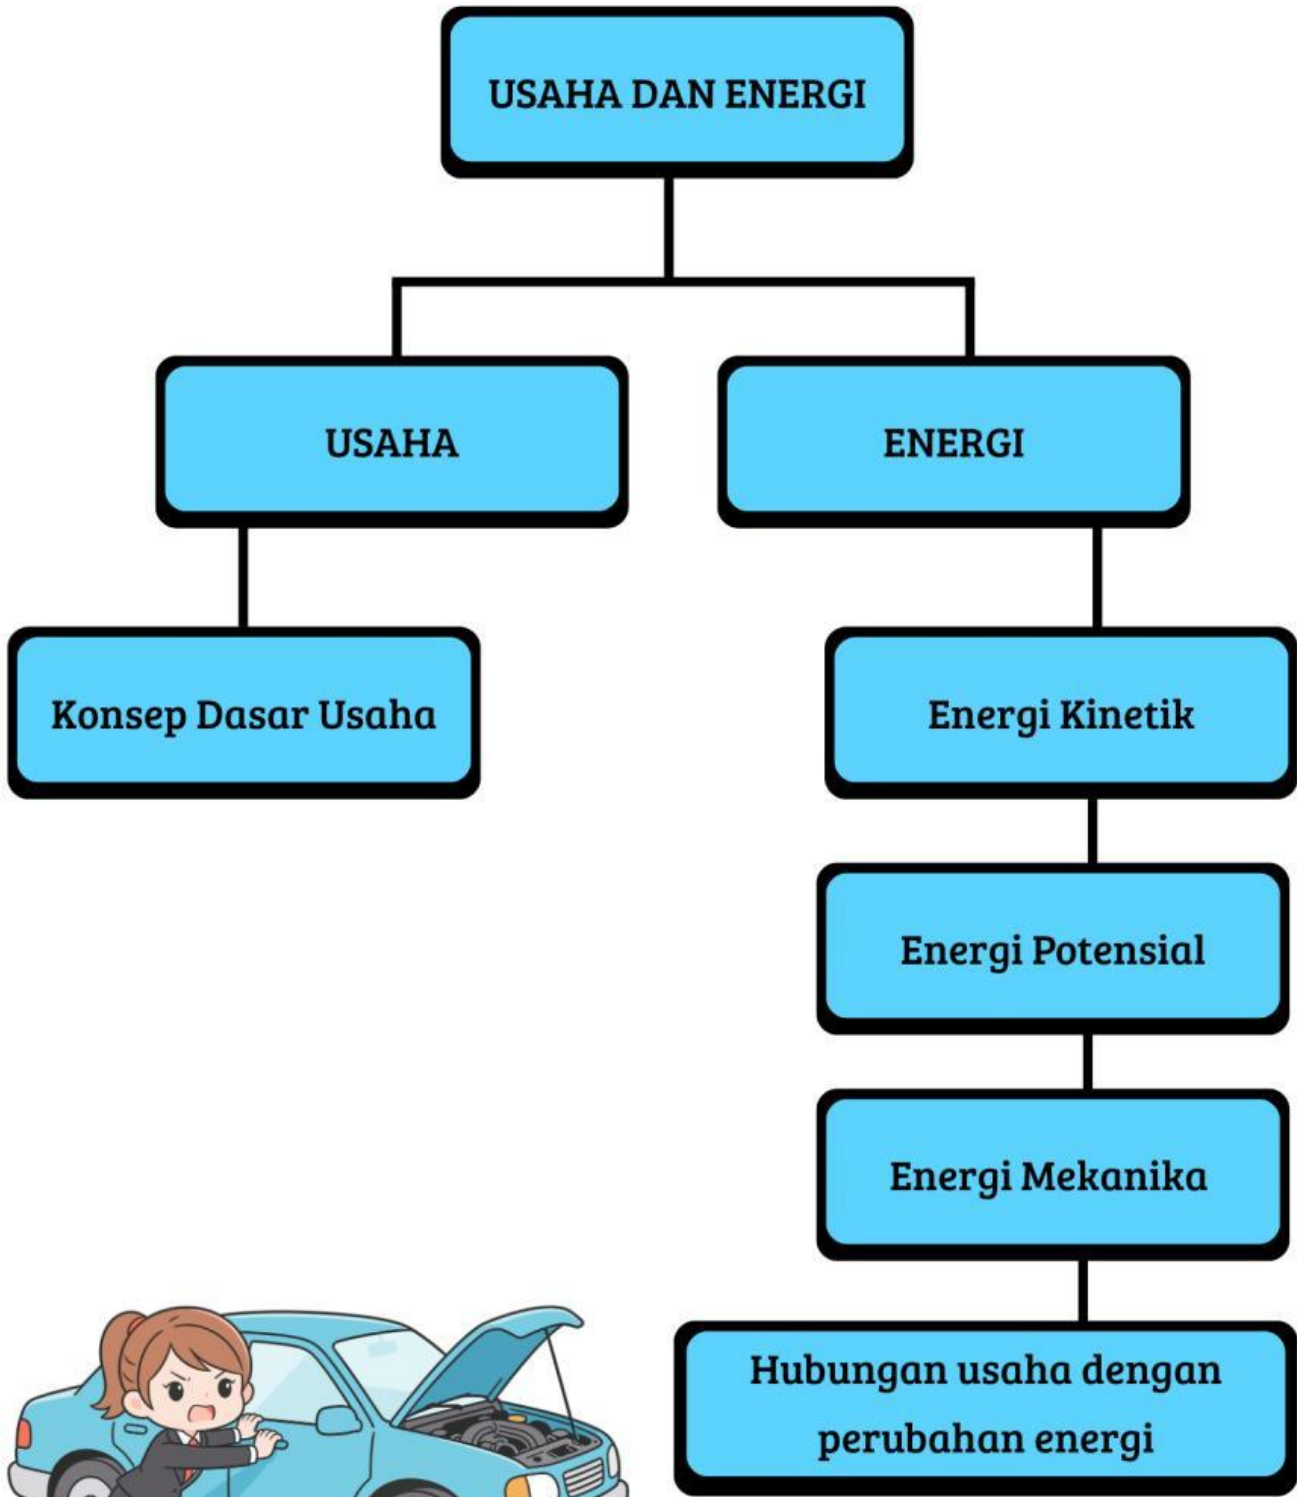 USAHA DAN ENERGI
USAHA
ENERGI
Konsep Dasar Usaha
Energi Kinetik
Energi Potensial
Energi Mekanika
Hubungan usaha dengan
perubahan energi